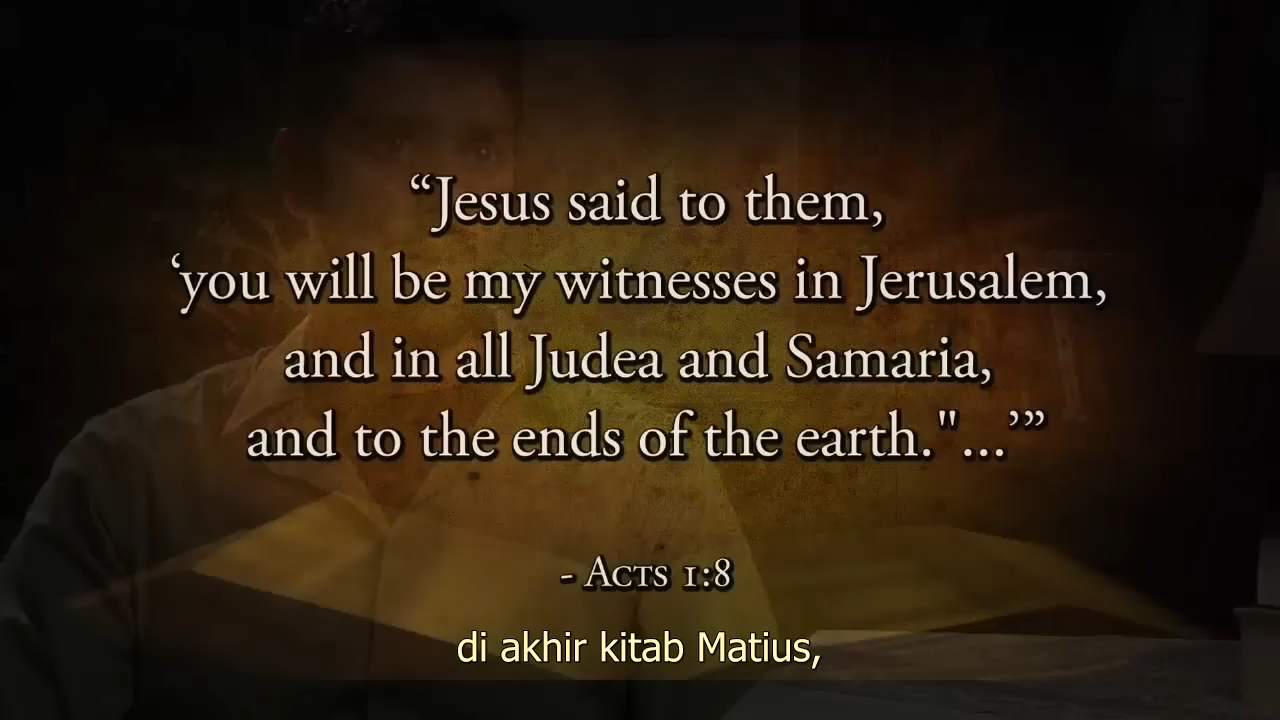 “Jesus said to them,
‘you will be my witnesses in Jerusalem,
and in all Judea and Samaria,
and to the ends of the earth."...’”
- Acts 1:8
di akhir kitab Matius,